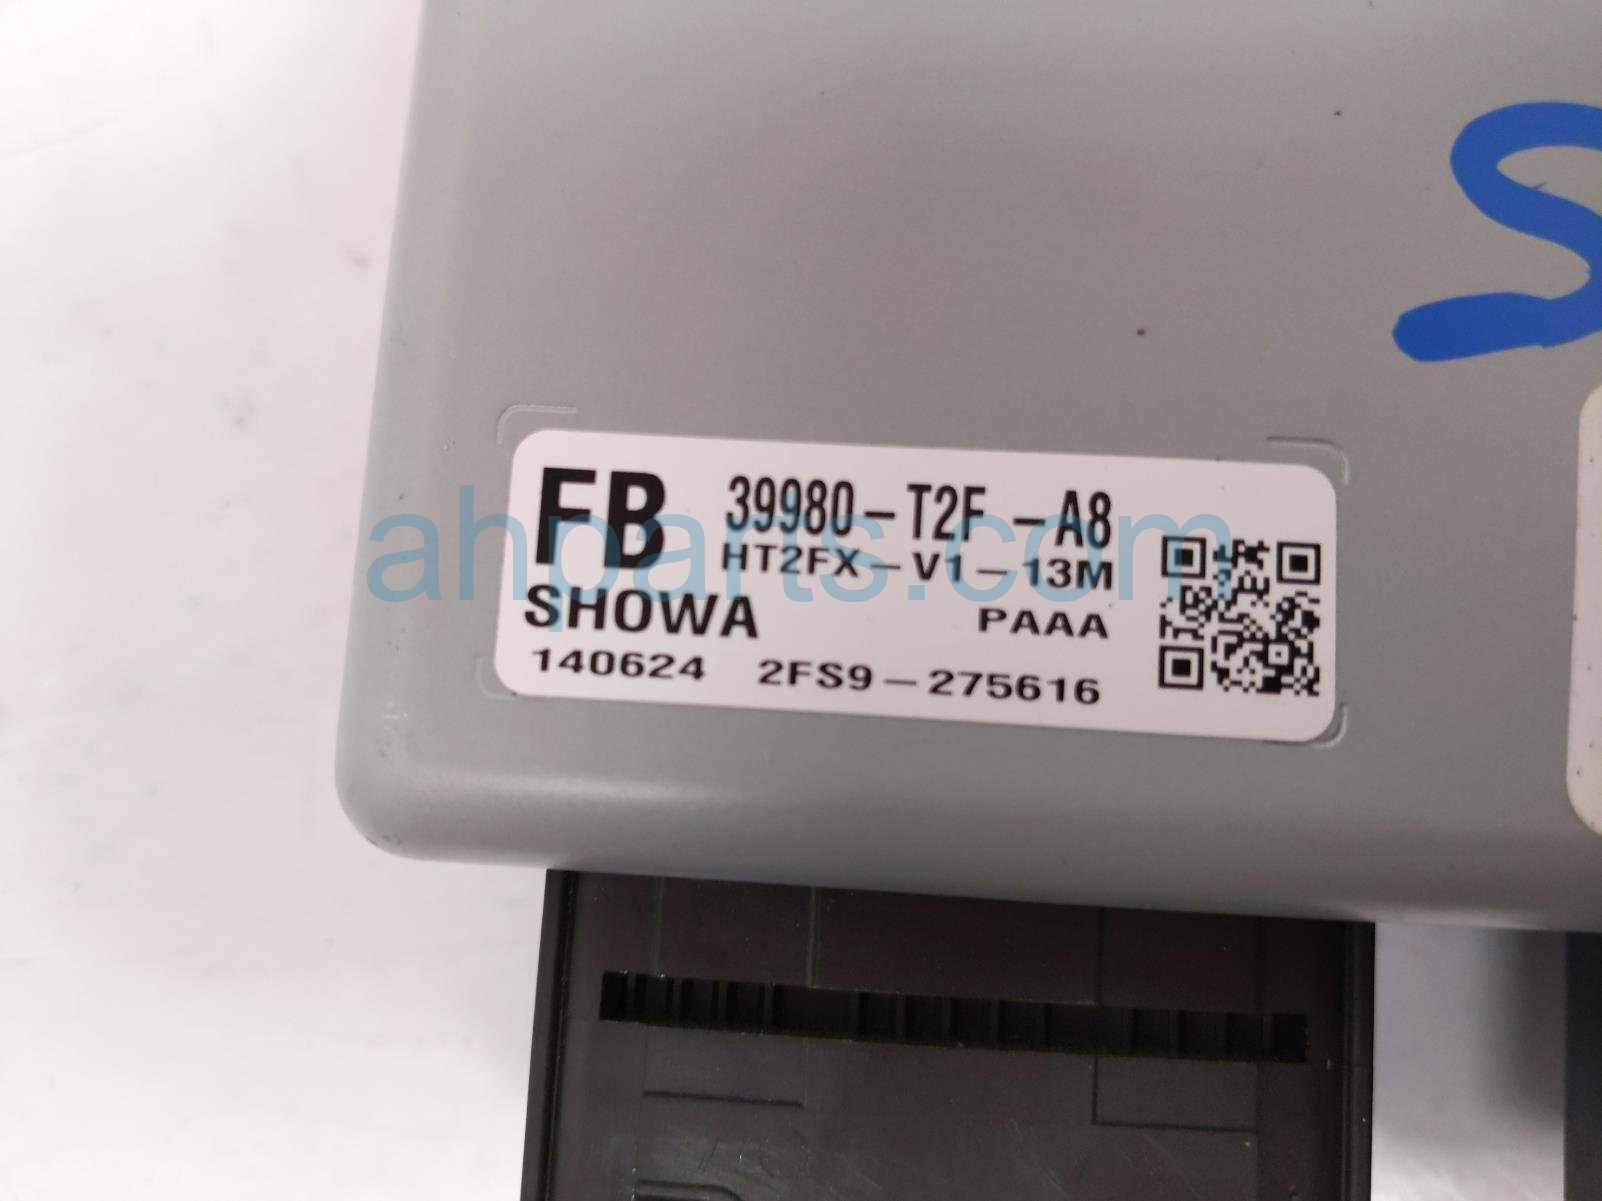 FB 39980-T2F -A8
HT2FX-V1-13M
SHOWA PAAA
140624 2FS9-275616
ahparts.com